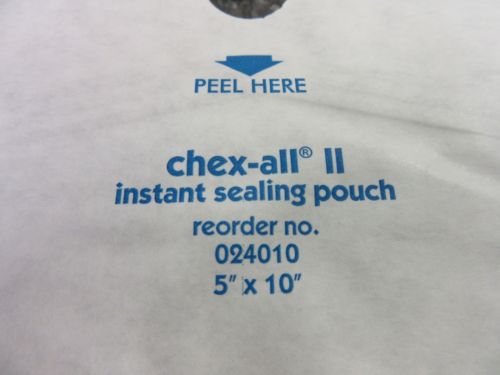 PEEL HERE
chex-all® II
instant sealing pouch
reorder no.
024010
5" x 10"